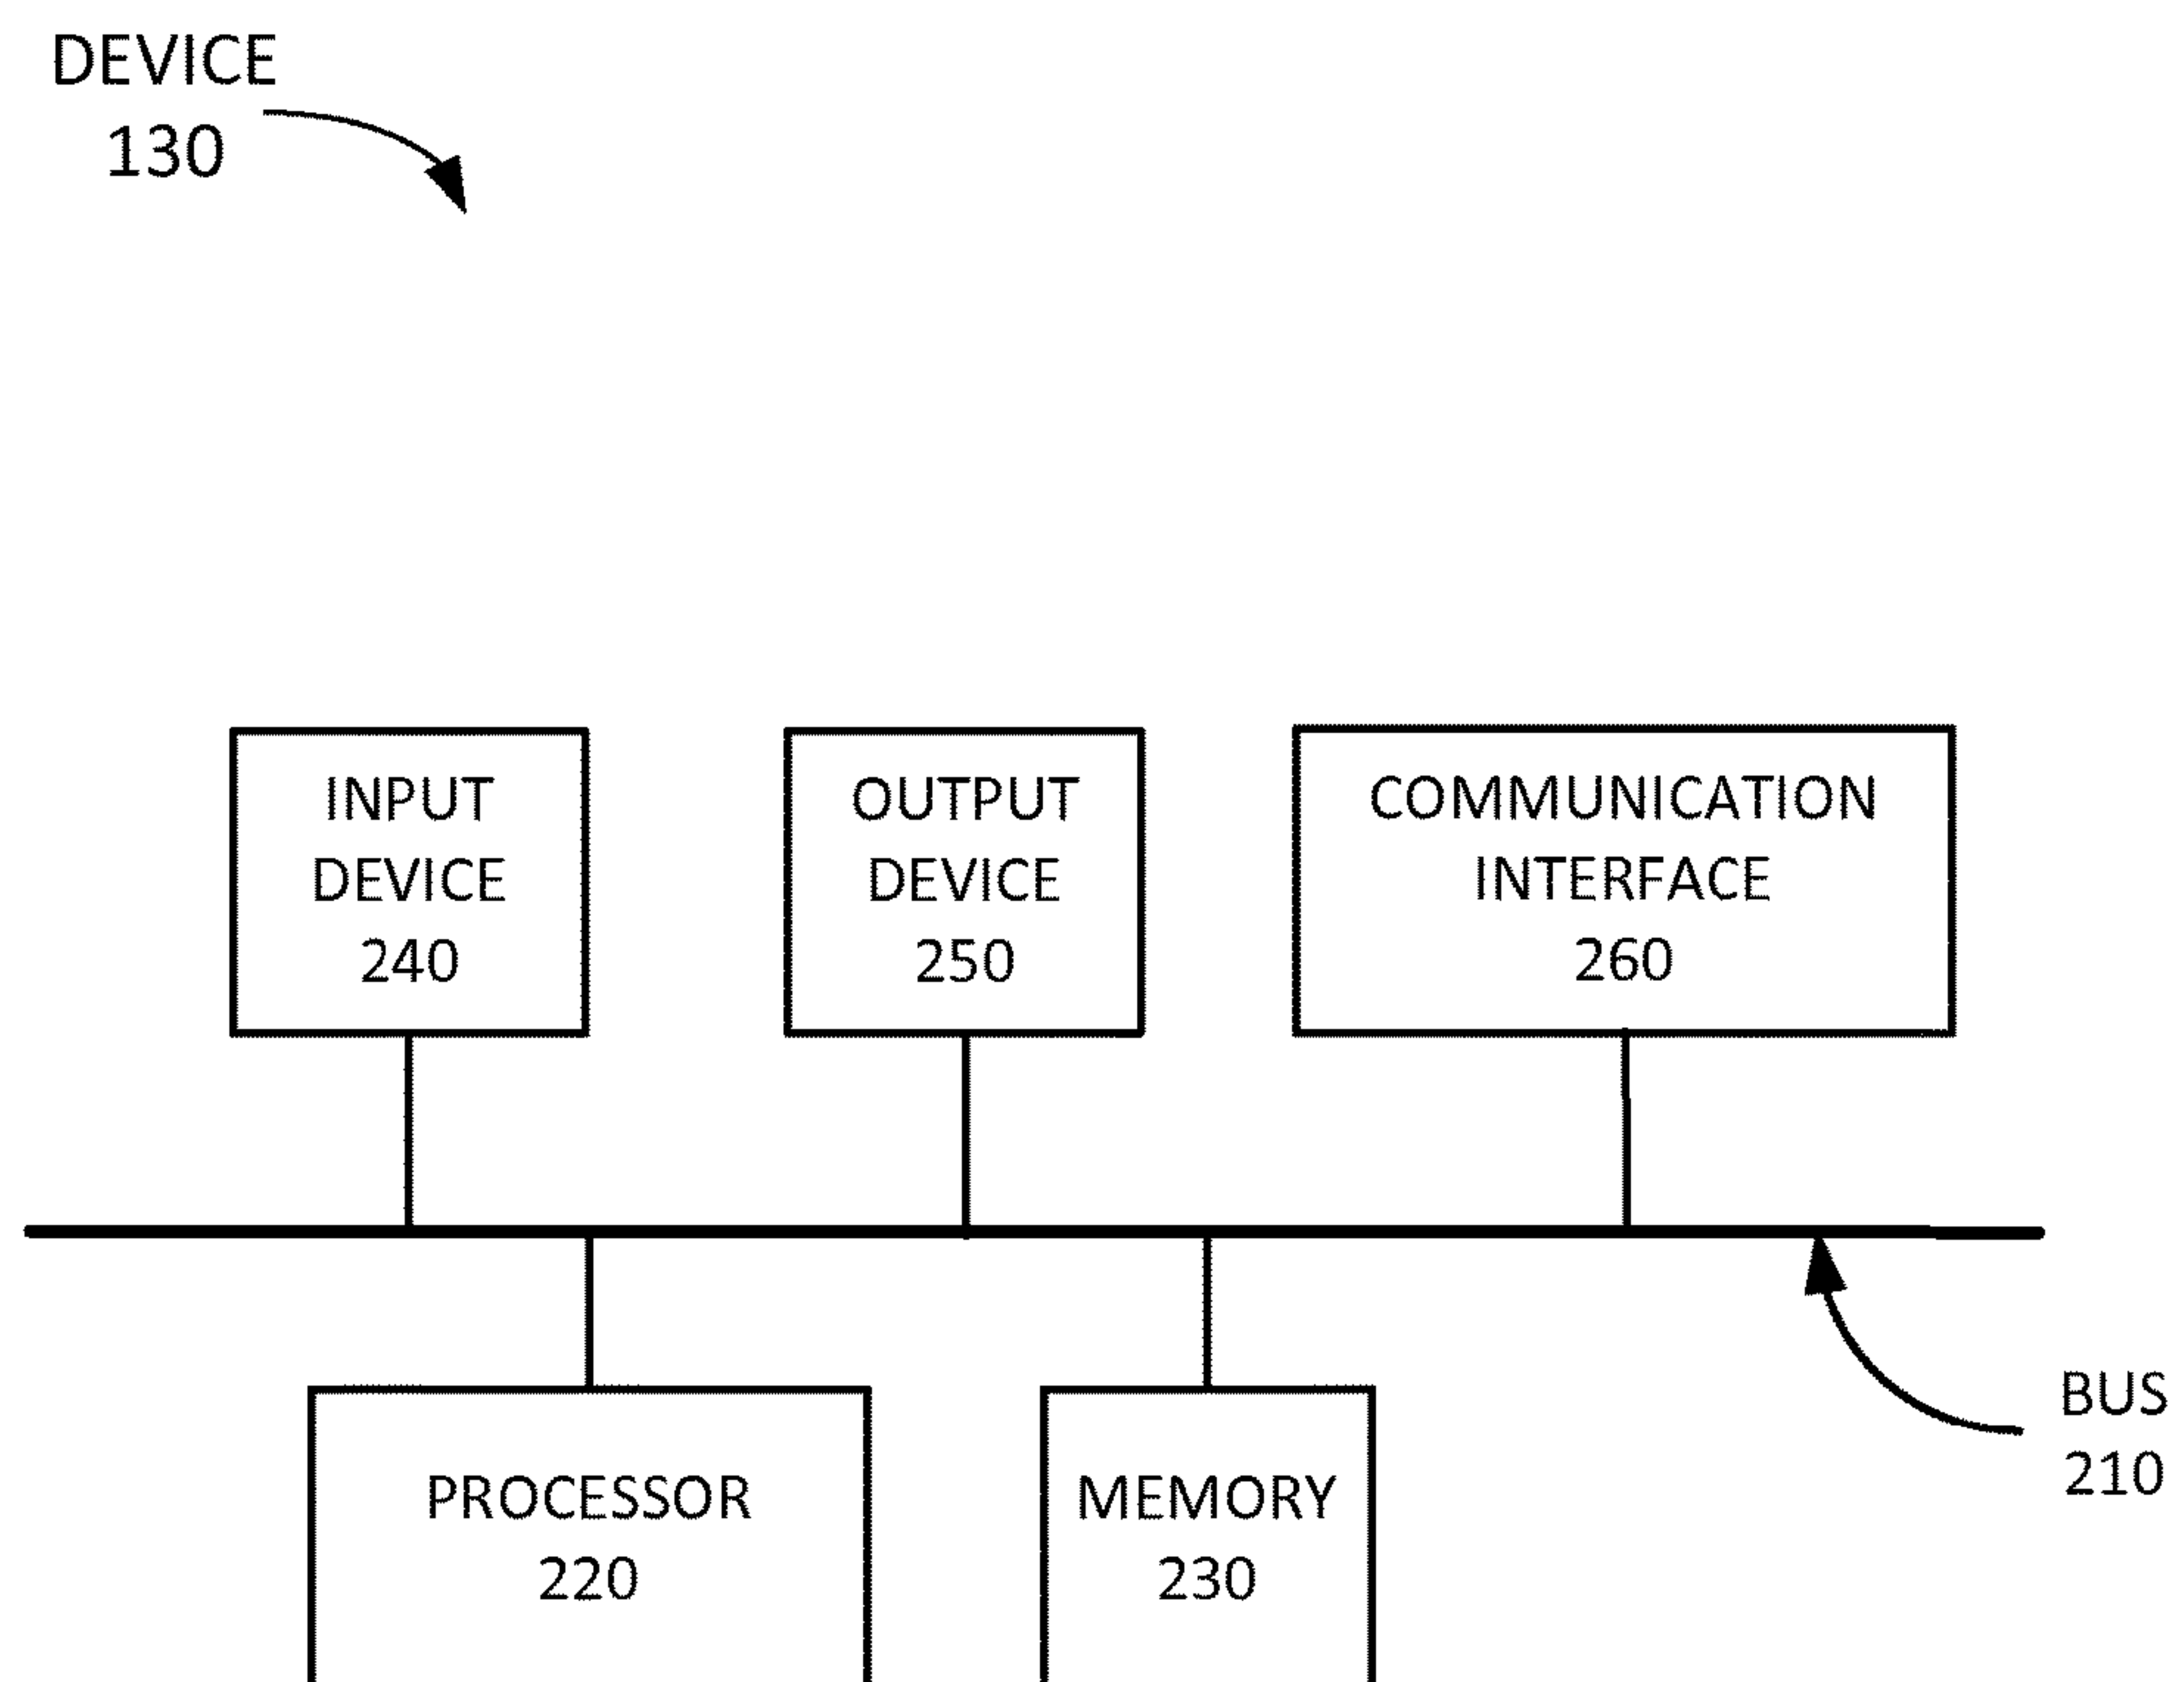 DEVICE
130
INPUT
DEVICE
240
OUTPUT
DEVICE
250
COMMUNICATION
INTERFACE
260
PROCESSOR
220
MEMORY
230
BUS
210